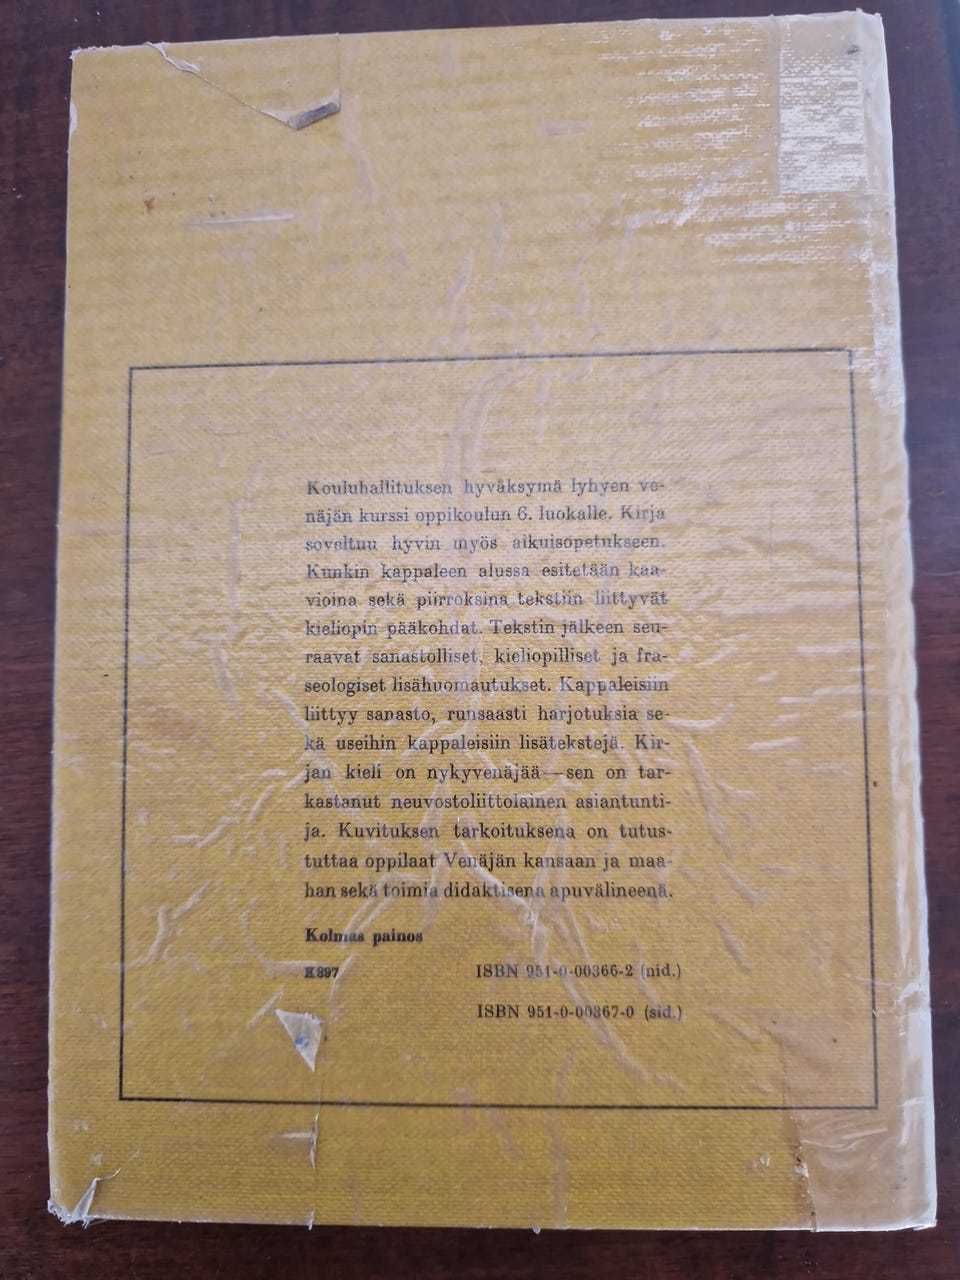 Kouluhallituksen hyväksymä lyhyen ve-
näjän kurssi oppikoulun 6. luokalle. Kirja
soveltuu hyvin myös aikuisopetukseen.
Kunkin kappaleen alussa esitetään kaa-
vioina sekä piirroksina tekstiin liittyvät
kieliopin pääkohdat. Tekstin jälkeen seu-
raavat sanastolliset, kieliopilliset ja fra-
seologiset lisähuomautukset. Kappaleisiin
liittyy sanasto, runsaasti harjotuksia se-
kä useihin kappaleisiin lisätekstejä. Kir-
jan kieli on nykyvenäjää—sen on tar-
kastanut neuvostoliittolainen asiantunti-
ja. Kuvituksen tarkoituksena on tutus-
tuttaa oppilaat Venäjän kansaan ja maa-
han sekä toimia didaktisena apuvälineenä.
Kolmas painos
K897 ISBN 951-0-00366-2 (nid.)
ISBN 951-0-00367-0 (sid.)